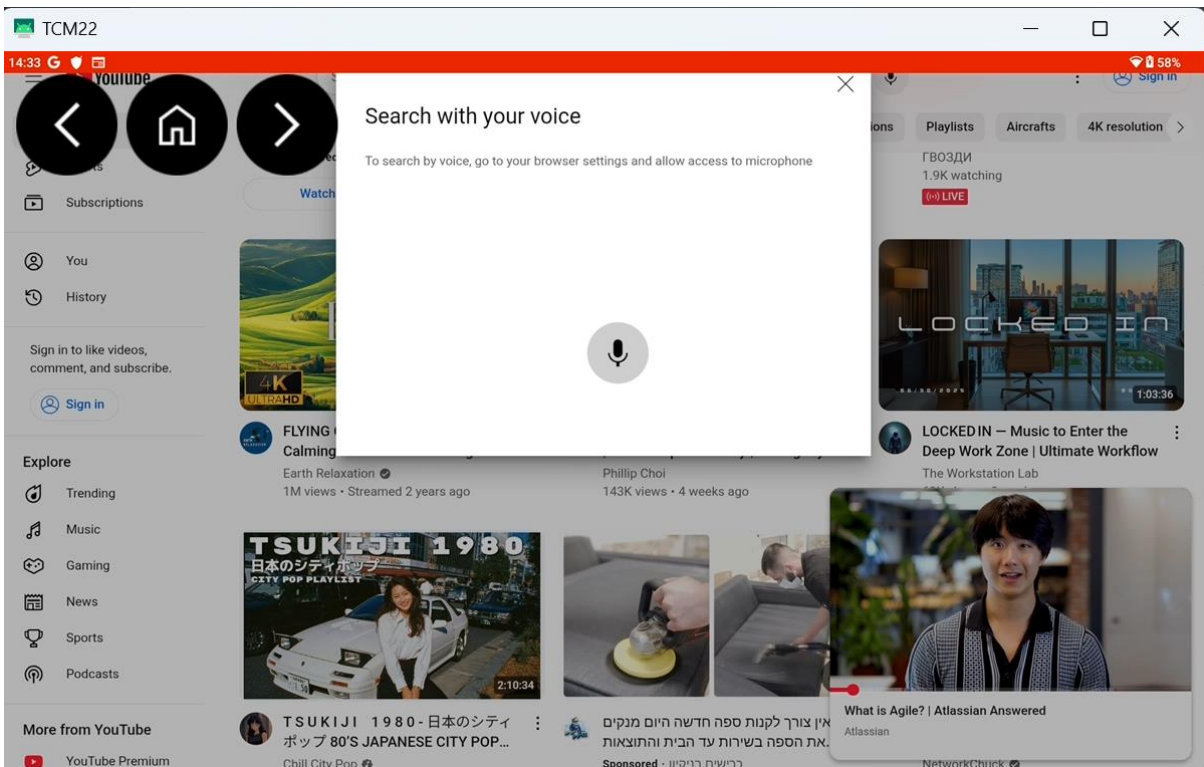 TCM22
14:33
58%
YouTube
Sign in
Search with your voice
To search by voice, go to your browser settings and allow access to microphone
Playlists
Aircrafts
4K resolution
ГВОЗДИ
1.9K watching
LIVE
Subscriptions
Watch
You
History
Sign in to like videos,
comment, and subscribe.
Sign in
4K
ULTRAHD
LOCKED IN
1:03:36
FLYING
Calming
Earth Relaxation
1M views • Streamed 2 years ago
Phillip Choi
143K views • 4 weeks ago
LOCKED IN — Music to Enter the
Deep Work Zone | Ultimate Workflow
The Workstation Lab
Explore
Trending
Music
Gaming
News
Sports
Podcasts
More from YouTube
YouTube Premium
TSUKIJI 1980
日本のシティポップ
CITY POP PLAYLIST
2:10:34
TSUKIJI 1980-日本のシティ
ポップ 80'S JAPANESE CITY POP...
Chill City Pop
אין צורך לקנות ספה חדשה היום מנקים
את הספה בשירות עד הבית והתוצאות.
Sponsored · כרישים בניקיון
What is Agile? | Atlassian Answered
Atlassian
NetworkChuck